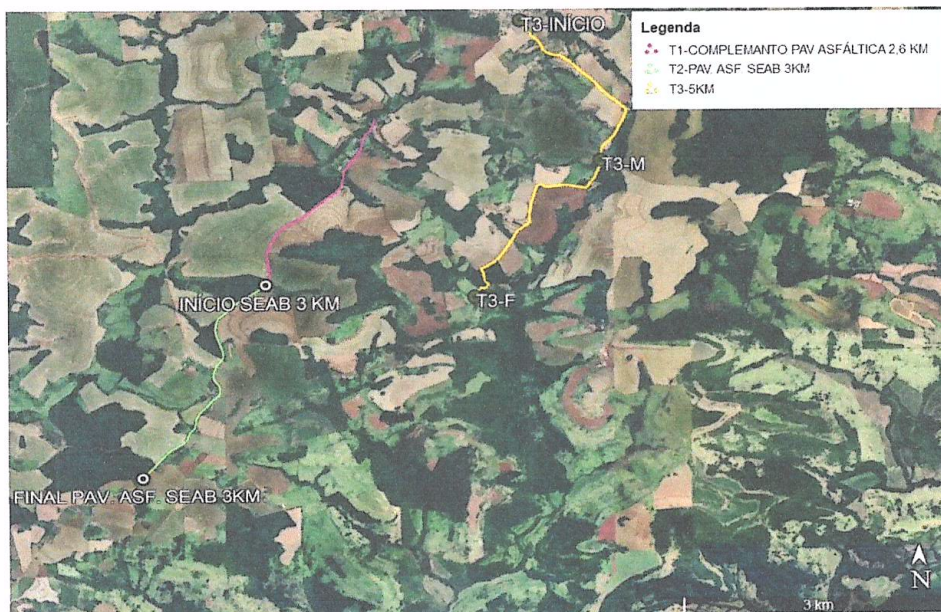 T3-INÍCIO
Legenda
T1-COMPLEMANTO PAV ASFÁLTICA 2,6 KM
T2-PAV. ASF. SEAB 3KM
T3-5KM
T3-M
INÍCIO SEAB 3 KM
T3-F
FINAL PAV. ASF. SEAB 3KM
N
3 km